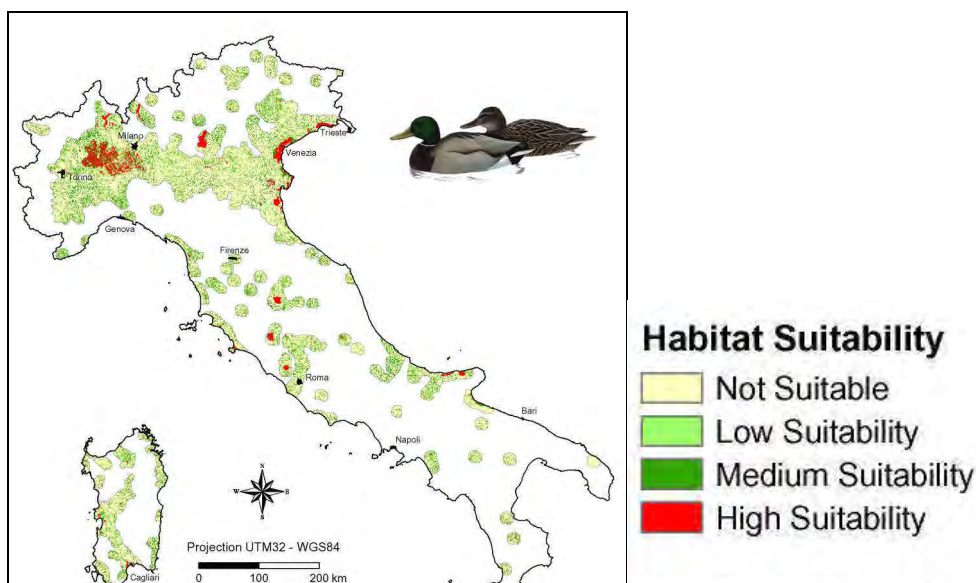 Trieste
Milano
Venezia
Torino
Genova
Firenze
Roma
Bari
Napoli
N
W E
S
Projection UTM32 - WGS84
0 100 200 km
Cagliari
Habitat Suitability
Not Suitable
Low Suitability
Medium Suitability
High Suitability